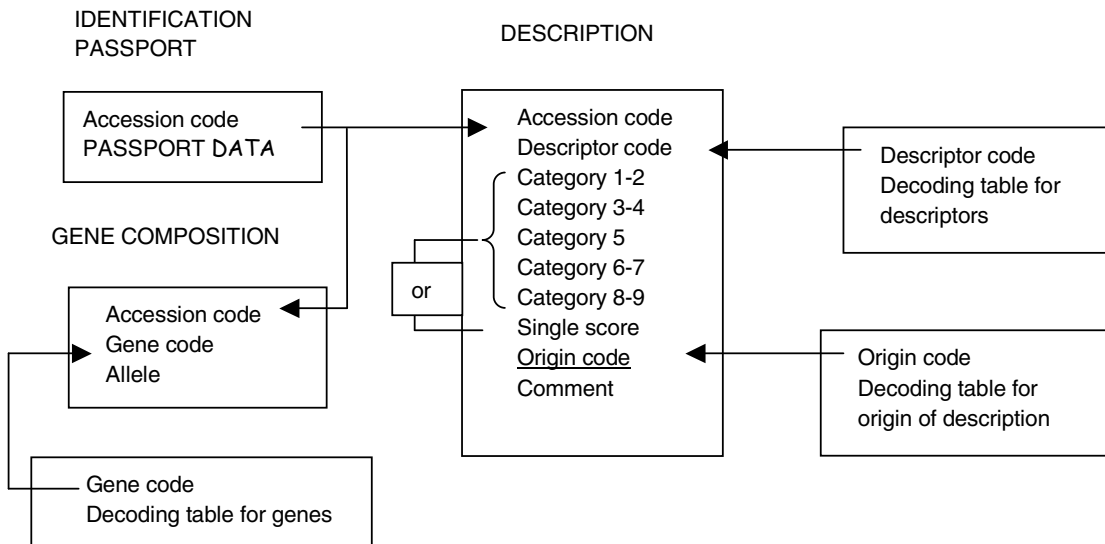 IDENTIFICATION
PASSPORT
Accession code
PASSPORT DATA
GENE COMPOSITION
Accession code
Gene code
Allele
Gene code
Decoding table for genes
DESCRIPTION
Accession code
Descriptor code
Category 1-2
Category 3-4
Category 5
Category 6-7
Category 8-9
or
Single score
Origin code
Comment
Descriptor code
Decoding table for
descriptors
Origin code
Decoding table for
origin of description